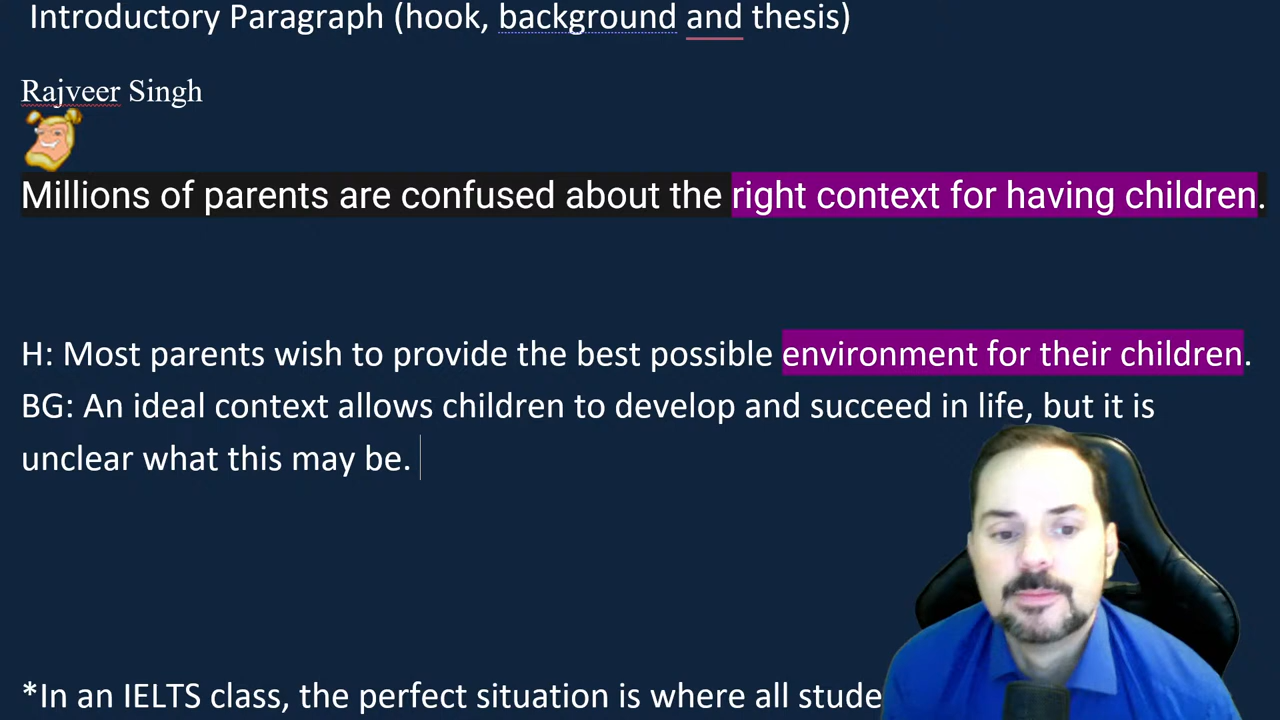 Introductory Paragraph (hook, background and thesis)
Rajveer Singh
Millions of parents are confused about the right context for having children.
H: Most parents wish to provide the best possible environment for their children.
BG: An ideal context allows children to develop and succeed in life, but it is
unclear what this may be.
*In an IELTS class, the perfect situation is where all